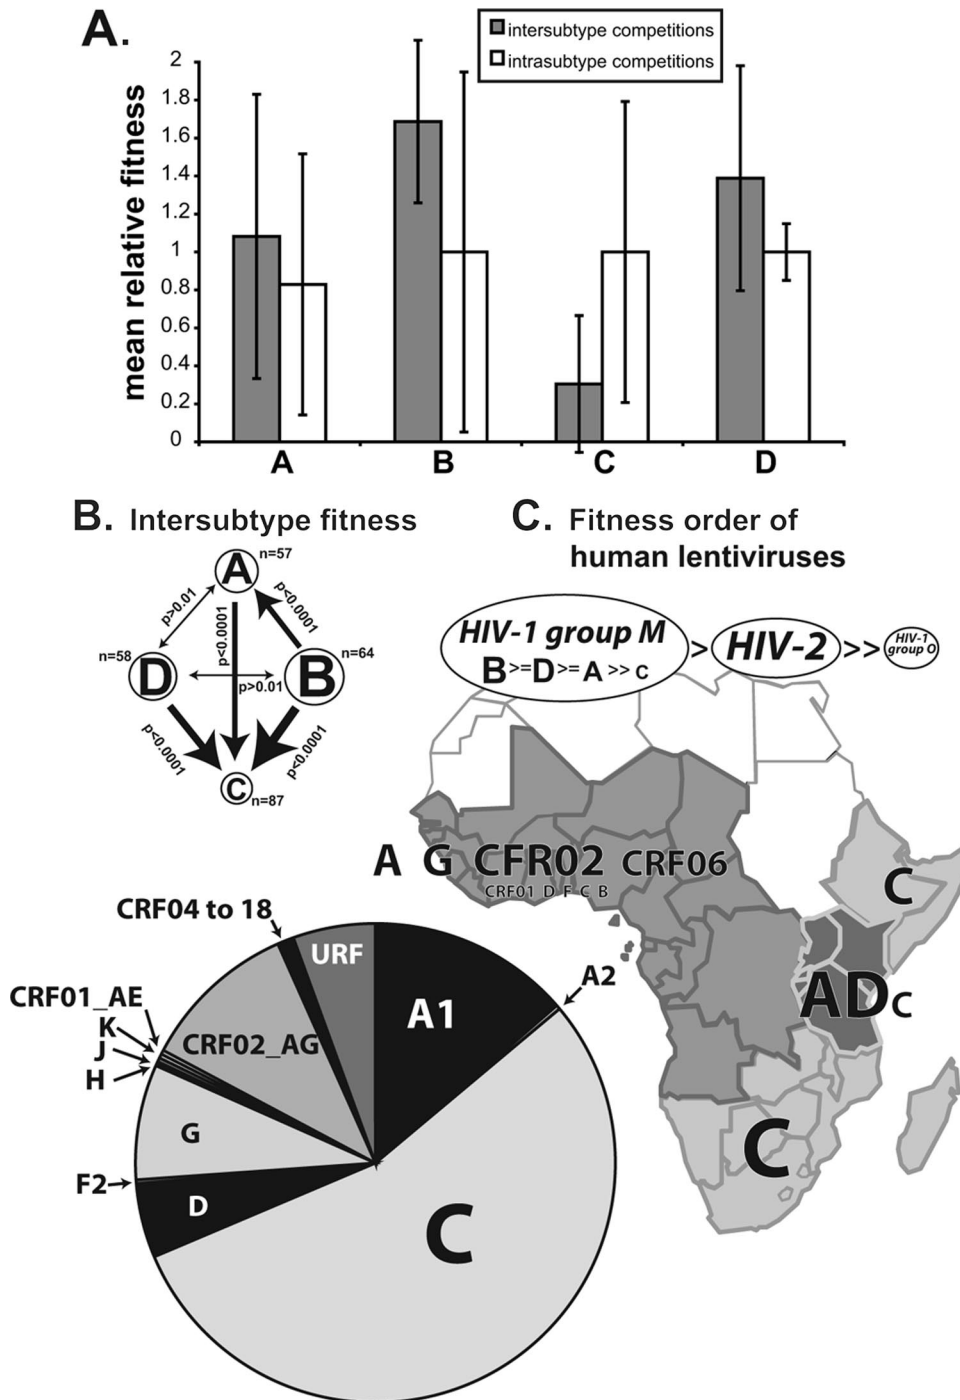 A.
intersubtype competitions
intrasubtype competitions
mean relative fitness
2
1.8
1.6
1.4
1.2
1
0.8
0.6
0.4
0.2
0
A
B
C
D
B. Intersubtype fitness
A n=57
p>0.01
p<0.0001
p<0.0001
n=58 D
p>0.01
B n=64
p<0.0001
p<0.0001
C n=87
C. Fitness order of
human lentiviruses
HIV-1 group M
B>=D>=A>>C
>
HIV-2
>>
HIV-1
group O
A G CFR02 CRF06
CRF01 D F C B
C
A D C
C
CRF04 to 18
URF
A1
A2
CRF01_AE
K
J
H
CRF02_AG
G
F2
D
C